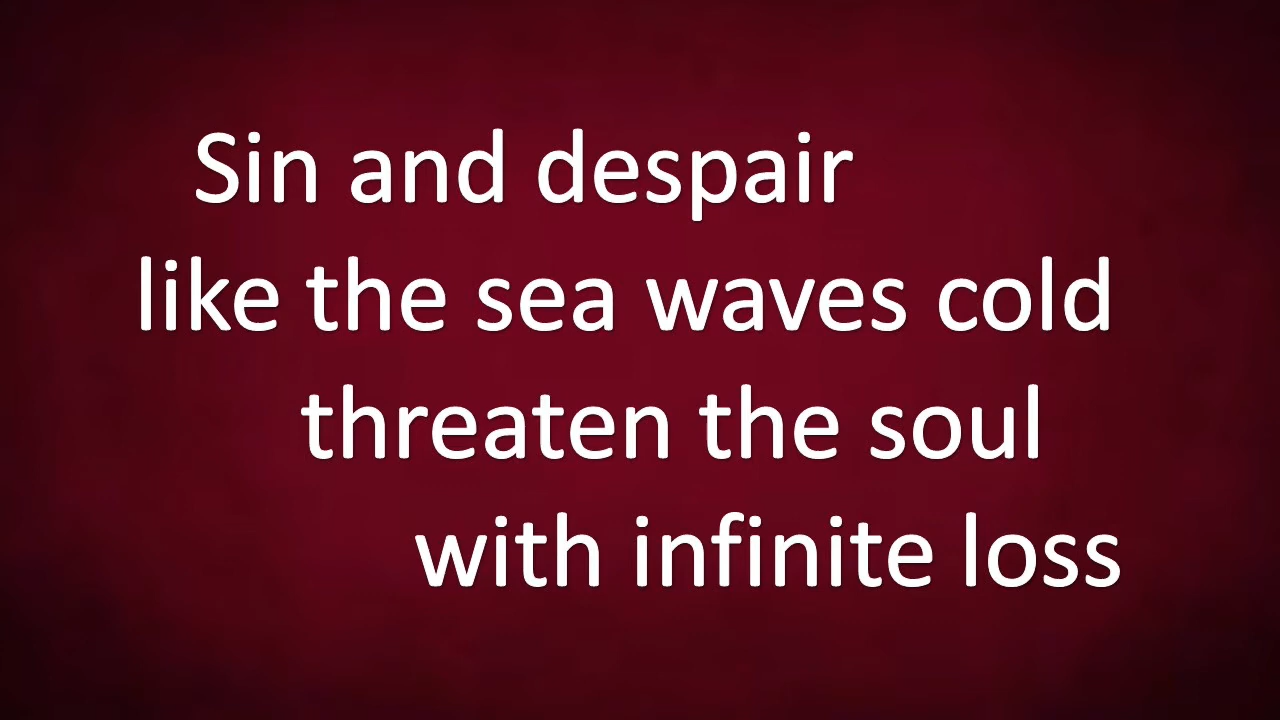 Sin and despair
like the sea waves cold
threaten the soul
with infinite loss